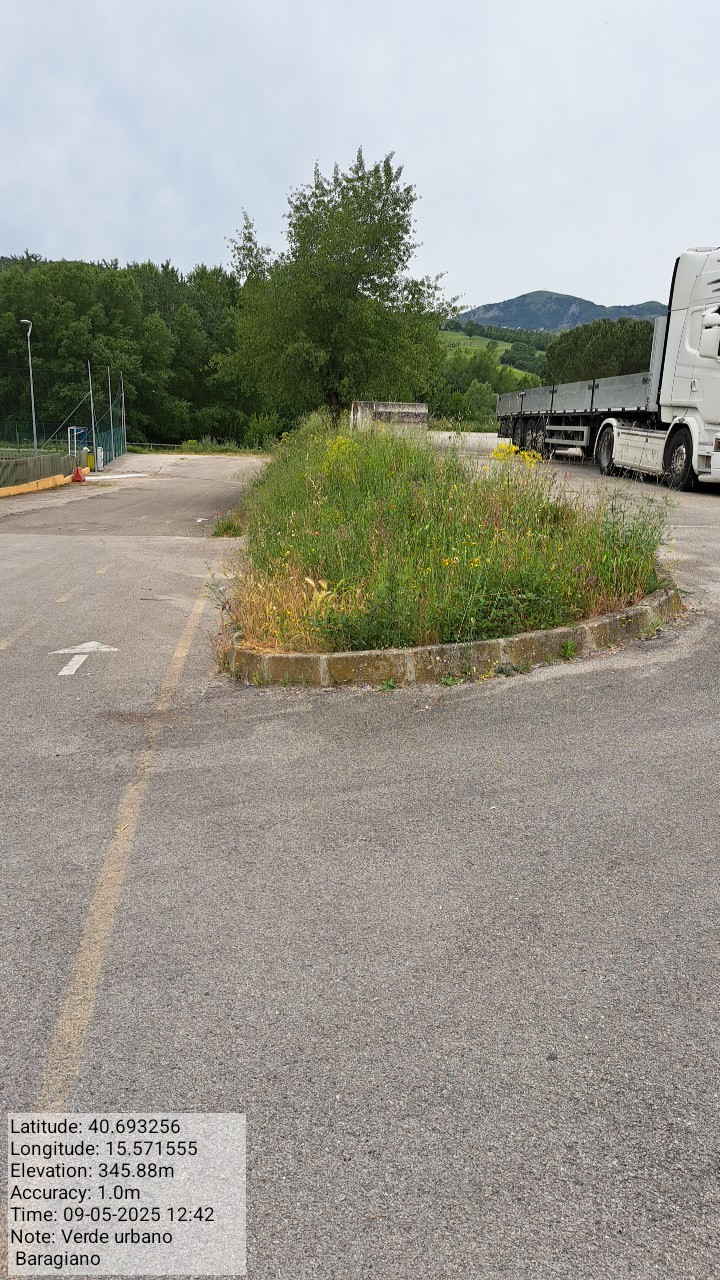 Latitude: 40.693256
Longitude: 15.571555
Elevation: 345.88m
Accuracy: 1.0m
Time: 09-05-2025 12:42
Note: Verde urbano
Baragiano